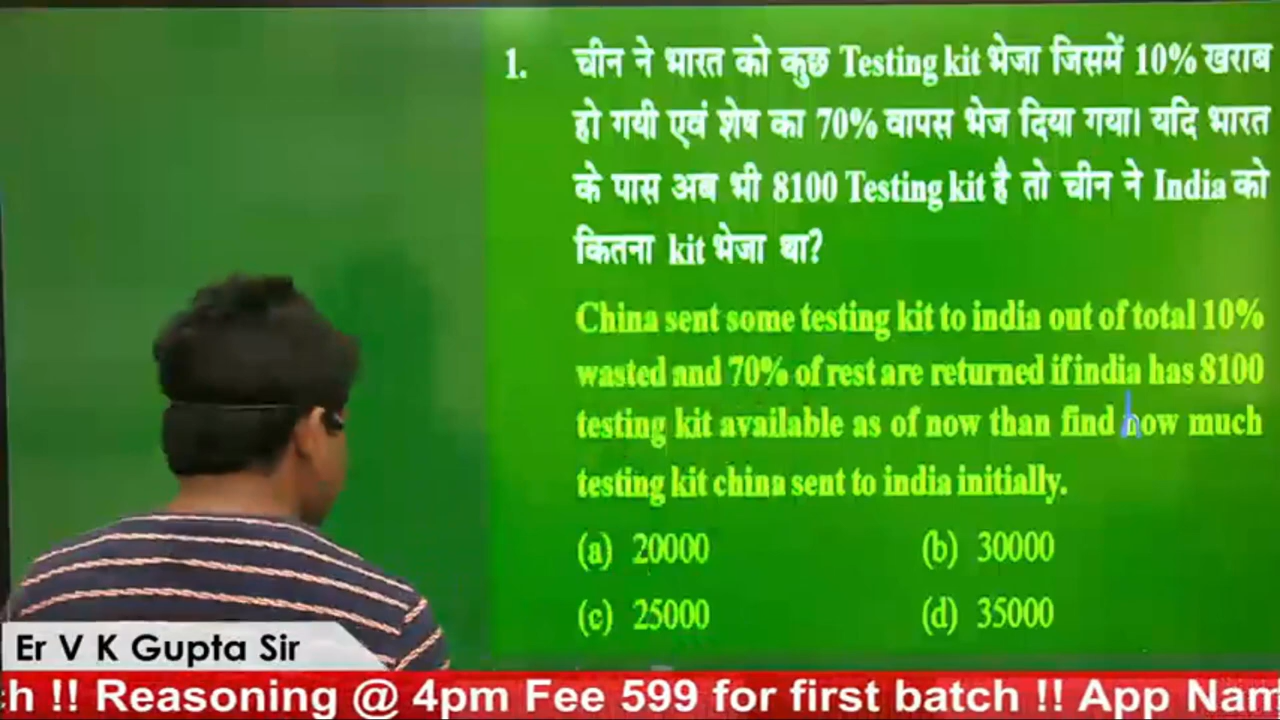 1. चीन ने भारत को कुछ Testing kit भेजा जिसमें 10% खराब
हो गयी एवं शेष का 70% वापस भेज दिया गया। यदि भारत
के पास अब भी 8100 Testing kit है तो चीन ने India को
कितना kit भेजा था?
China sent some testing kit to india out of total 10%
wasted and 70% of rest are returned if india has 8100
testing kit available as of now than find how much
testing kit china sent to india initially.
(a) 20000 (b) 30000
(c) 25000 (d) 35000
Er V K Gupta Sir
h !! Reasoning @ 4pm Fee 599 for first batch !! App Nam